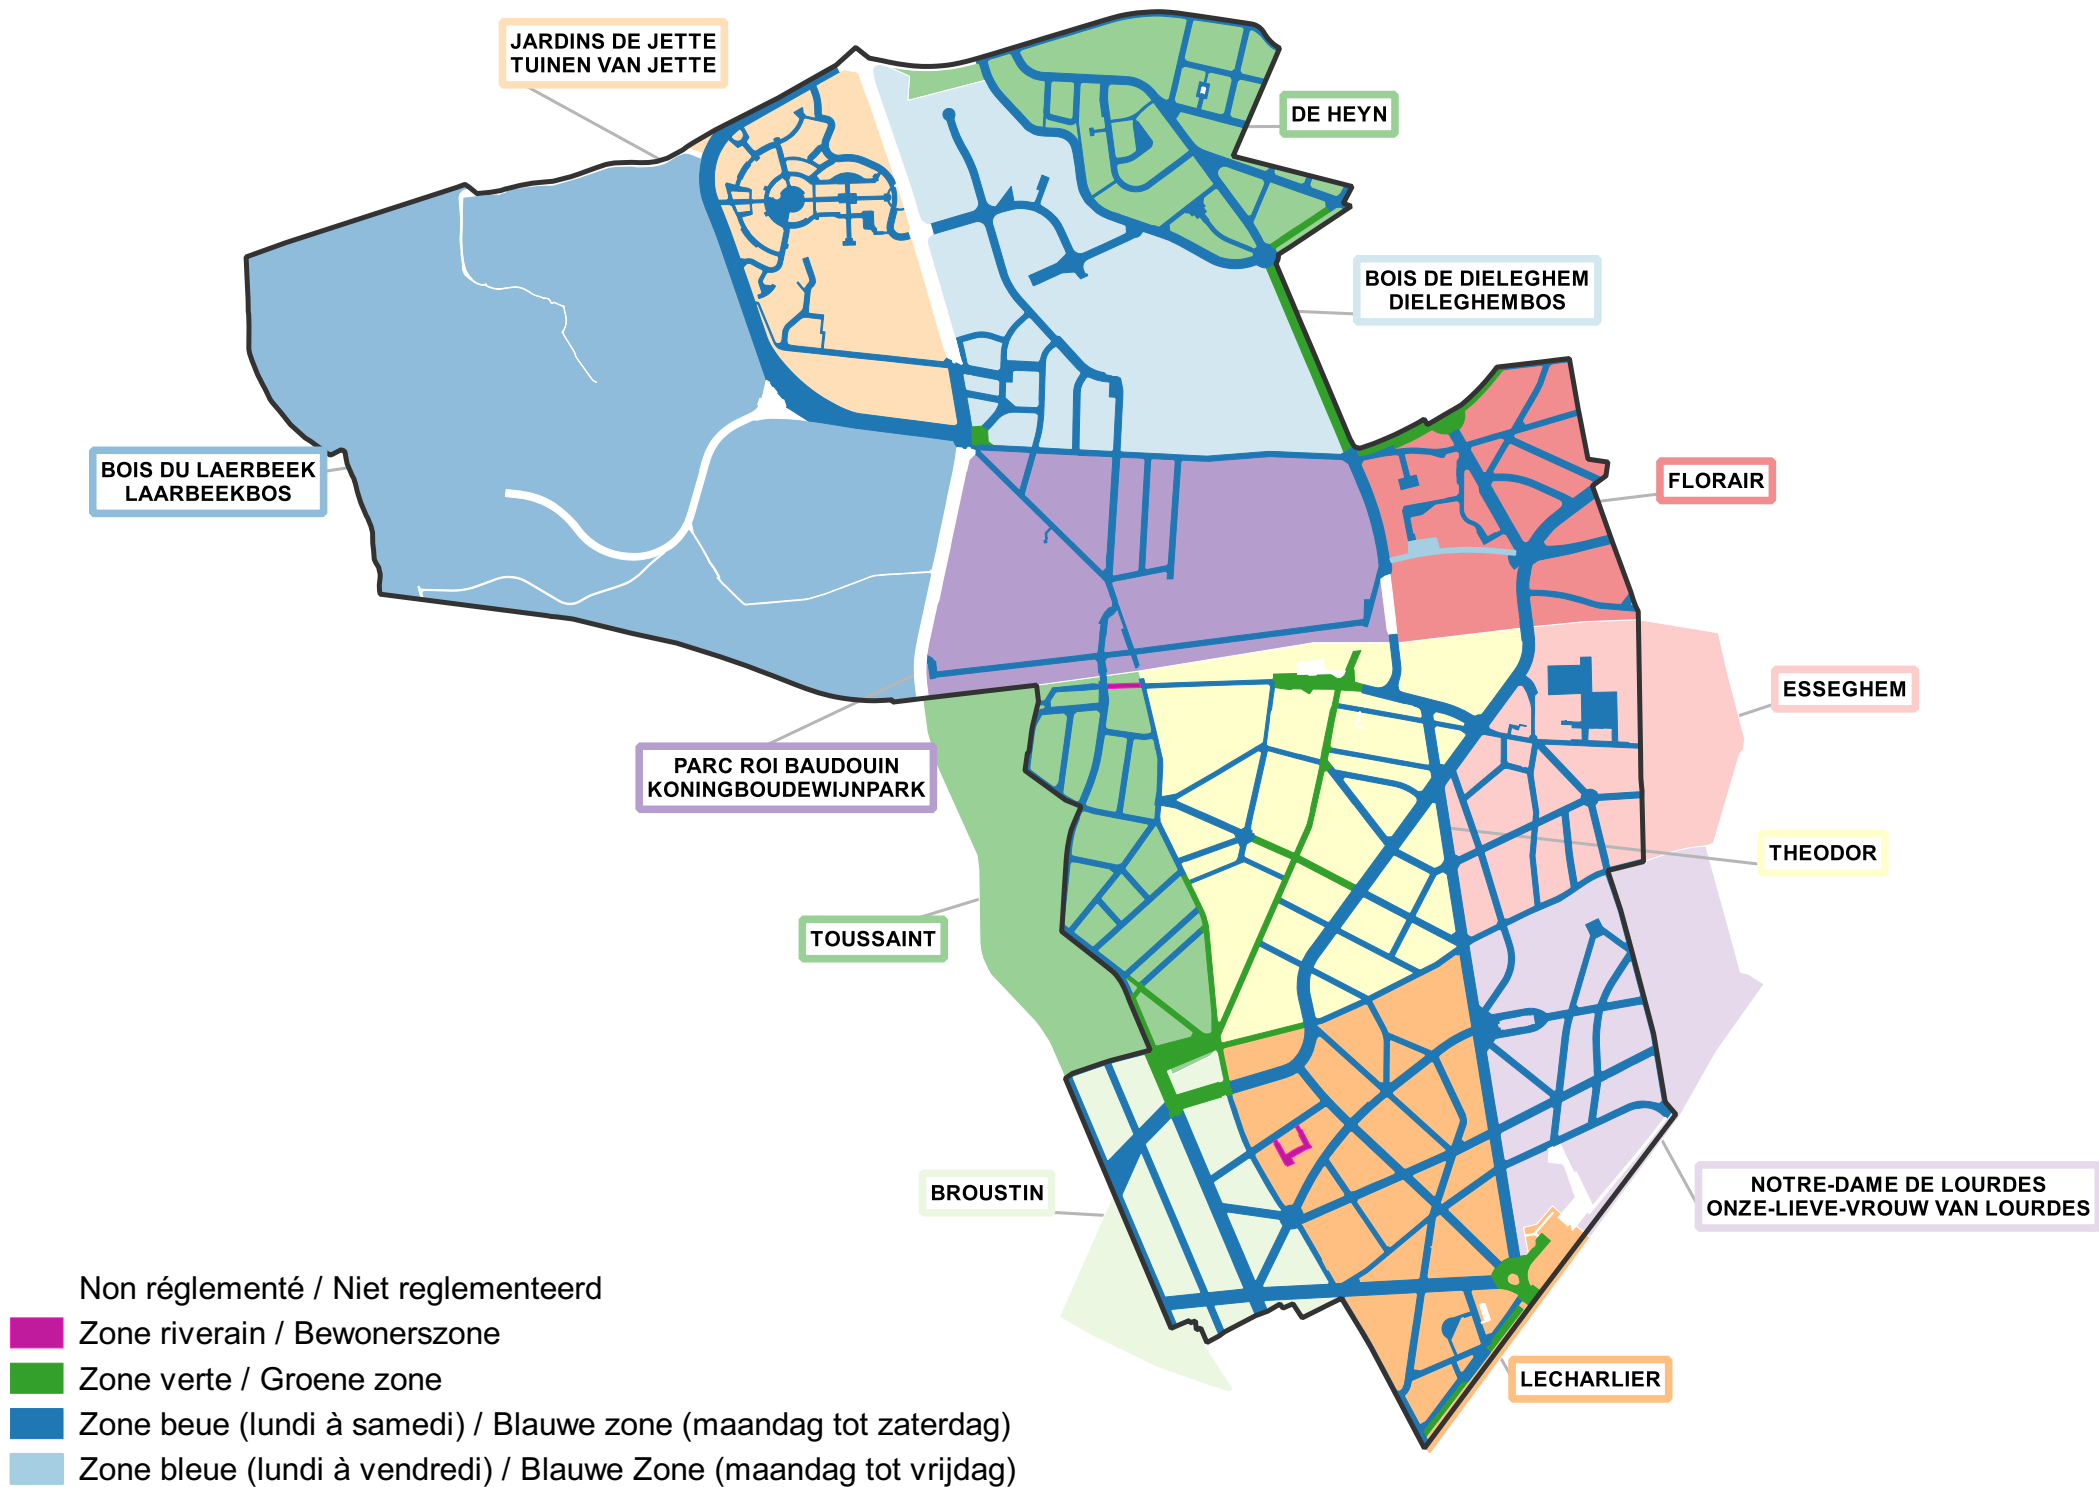 JARDINS DE JETTE
TUINEN VAN JETTE
DE HEYN
BOIS DE DIELEGHEM
DIELEGHEMBOS
BOIS DU LAERBEEK
LAARBEEKBOS
FLORAIR
ESSEGHEM
PARC ROI BAUDOUIN
KONINGBOUDEWIJNPARK
THEODOR
TOUSSAINT
BROUSTIN
NOTRE-DAME DE LOURDES
ONZE-LIEVE-VROUW VAN LOURDES
LECHARLIER
Non réglementé / Niet reglementeerd
Zone riverain / Bewonerszone
Zone verte / Groene zone
Zone beue (lundi à samedi) / Blauwe zone (maandag tot zaterdag)
Zone bleue (lundi à vendredi) / Blauwe Zone (maandag tot vrijdag)